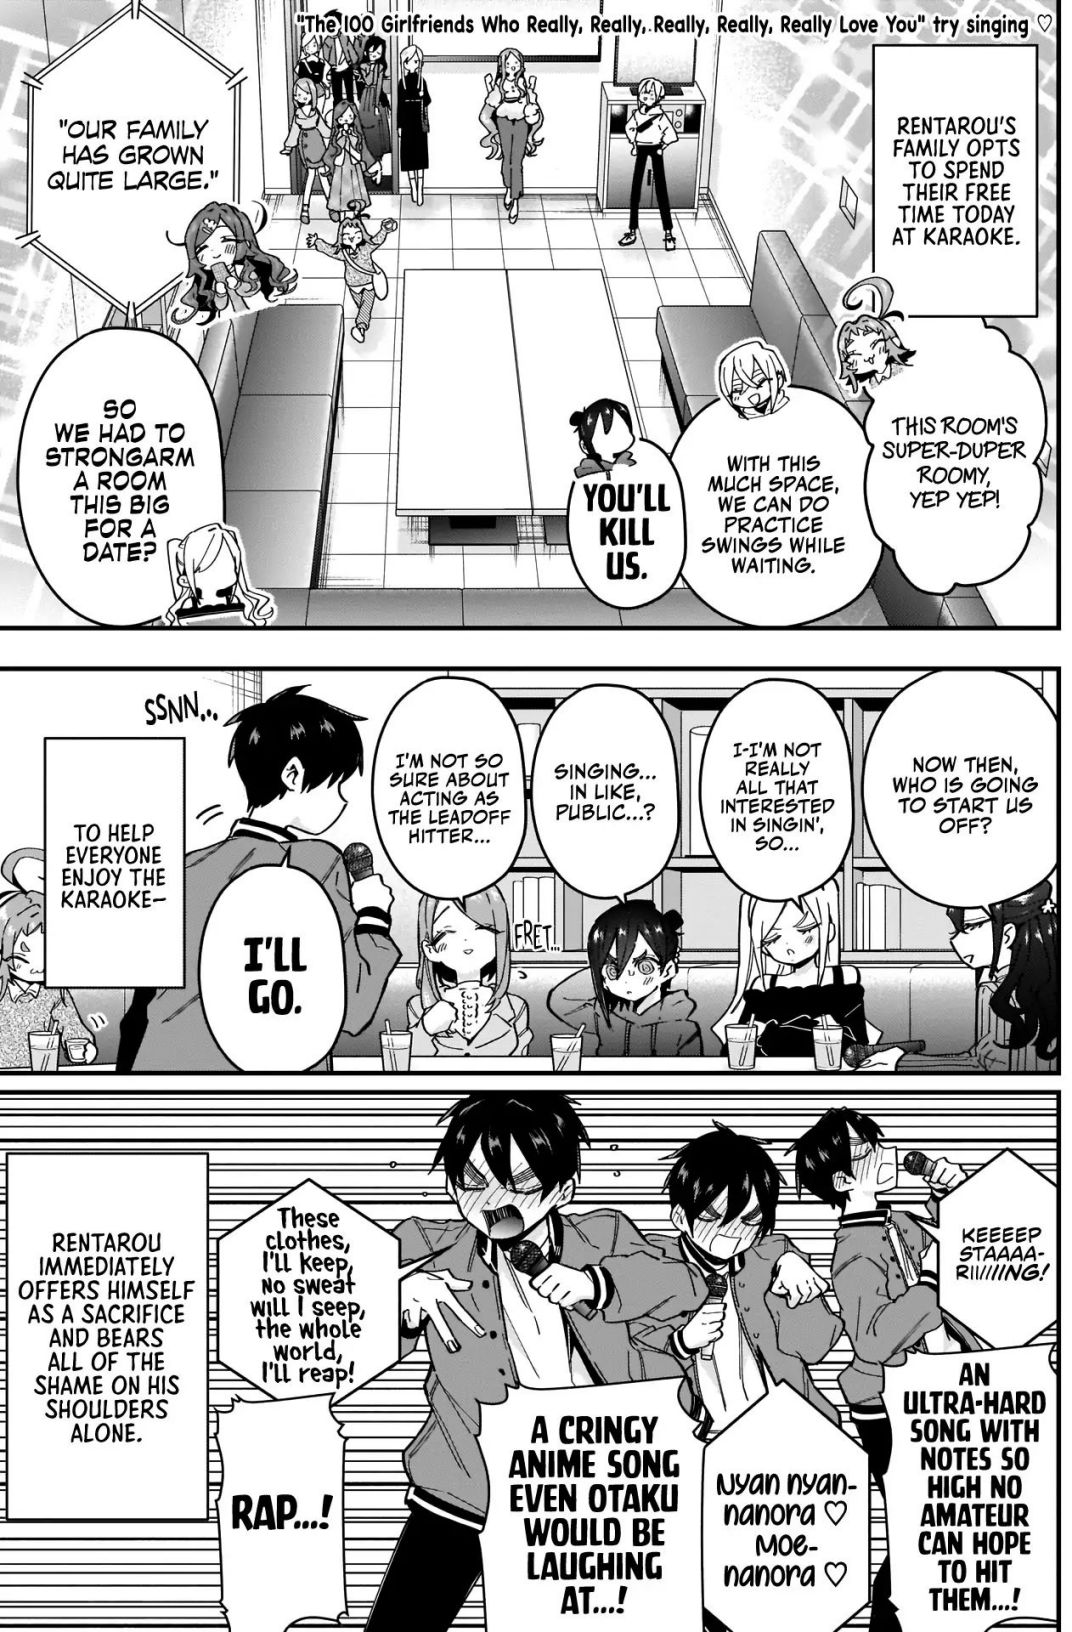 "The 100 Girlfriends Who Really, Really, Really, Really, Really Love You" try singing ♡
RENTAROU'S
FAMILY OPTS
TO SPEND
THEIR FREE
TIME TODAY
AT KARAOKE.
THIS ROOM'S
SUPER-DUPER
ROOMY,
YEP YEP!
WITH THIS
MUCH SPACE,
WE CAN DO
PRACTICE
SWINGS WHILE
WAITING.
YOU'LL
KILL
US.
"OUR FAMILY
HAS GROWN
QUITE LARGE."
SO
WE HAD TO
STRONGARM
A ROOM
THIS BIG
FOR A
DATE?
NOW THEN,
WHO IS GOING
TO START US
OFF?
I-I'M NOT
REALLY
ALL THAT
INTERESTED
IN SINGIN',
SO...
SINGING...
IN LIKE,
PUBLIC...?
FRET...
I'M NOT SO
SURE ABOUT
ACTING AS
THE LEADOFF
HITTER...
SSNN...
TO HELP
EVERYONE
ENJOY THE
KARAOKE—
I'LL
GO.
KEEEEP
STAAAA-
RIIIIIING!
AN
ULTRA-HARD
SONG WITH
NOTES SO
HIGH NO
AMATEUR
CAN HOPE
TO HIT
THEM...!
Nyan nyan-
nanora ♡
Moe-
nanora ♡
A CRINGY
ANIME SONG
EVEN OTAKU
WOULD BE
LAUGHING
AT...!
These
clothes,
I'll keep,
no sweat
will I seep,
the whole
world,
I'll reap!
RAP...!
RENTAROU
IMMEDIATELY
OFFERS HIMSELF
AS A SACRIFICE
AND BEARS
ALL OF THE
SHAME ON HIS
SHOULDERS
ALONE.